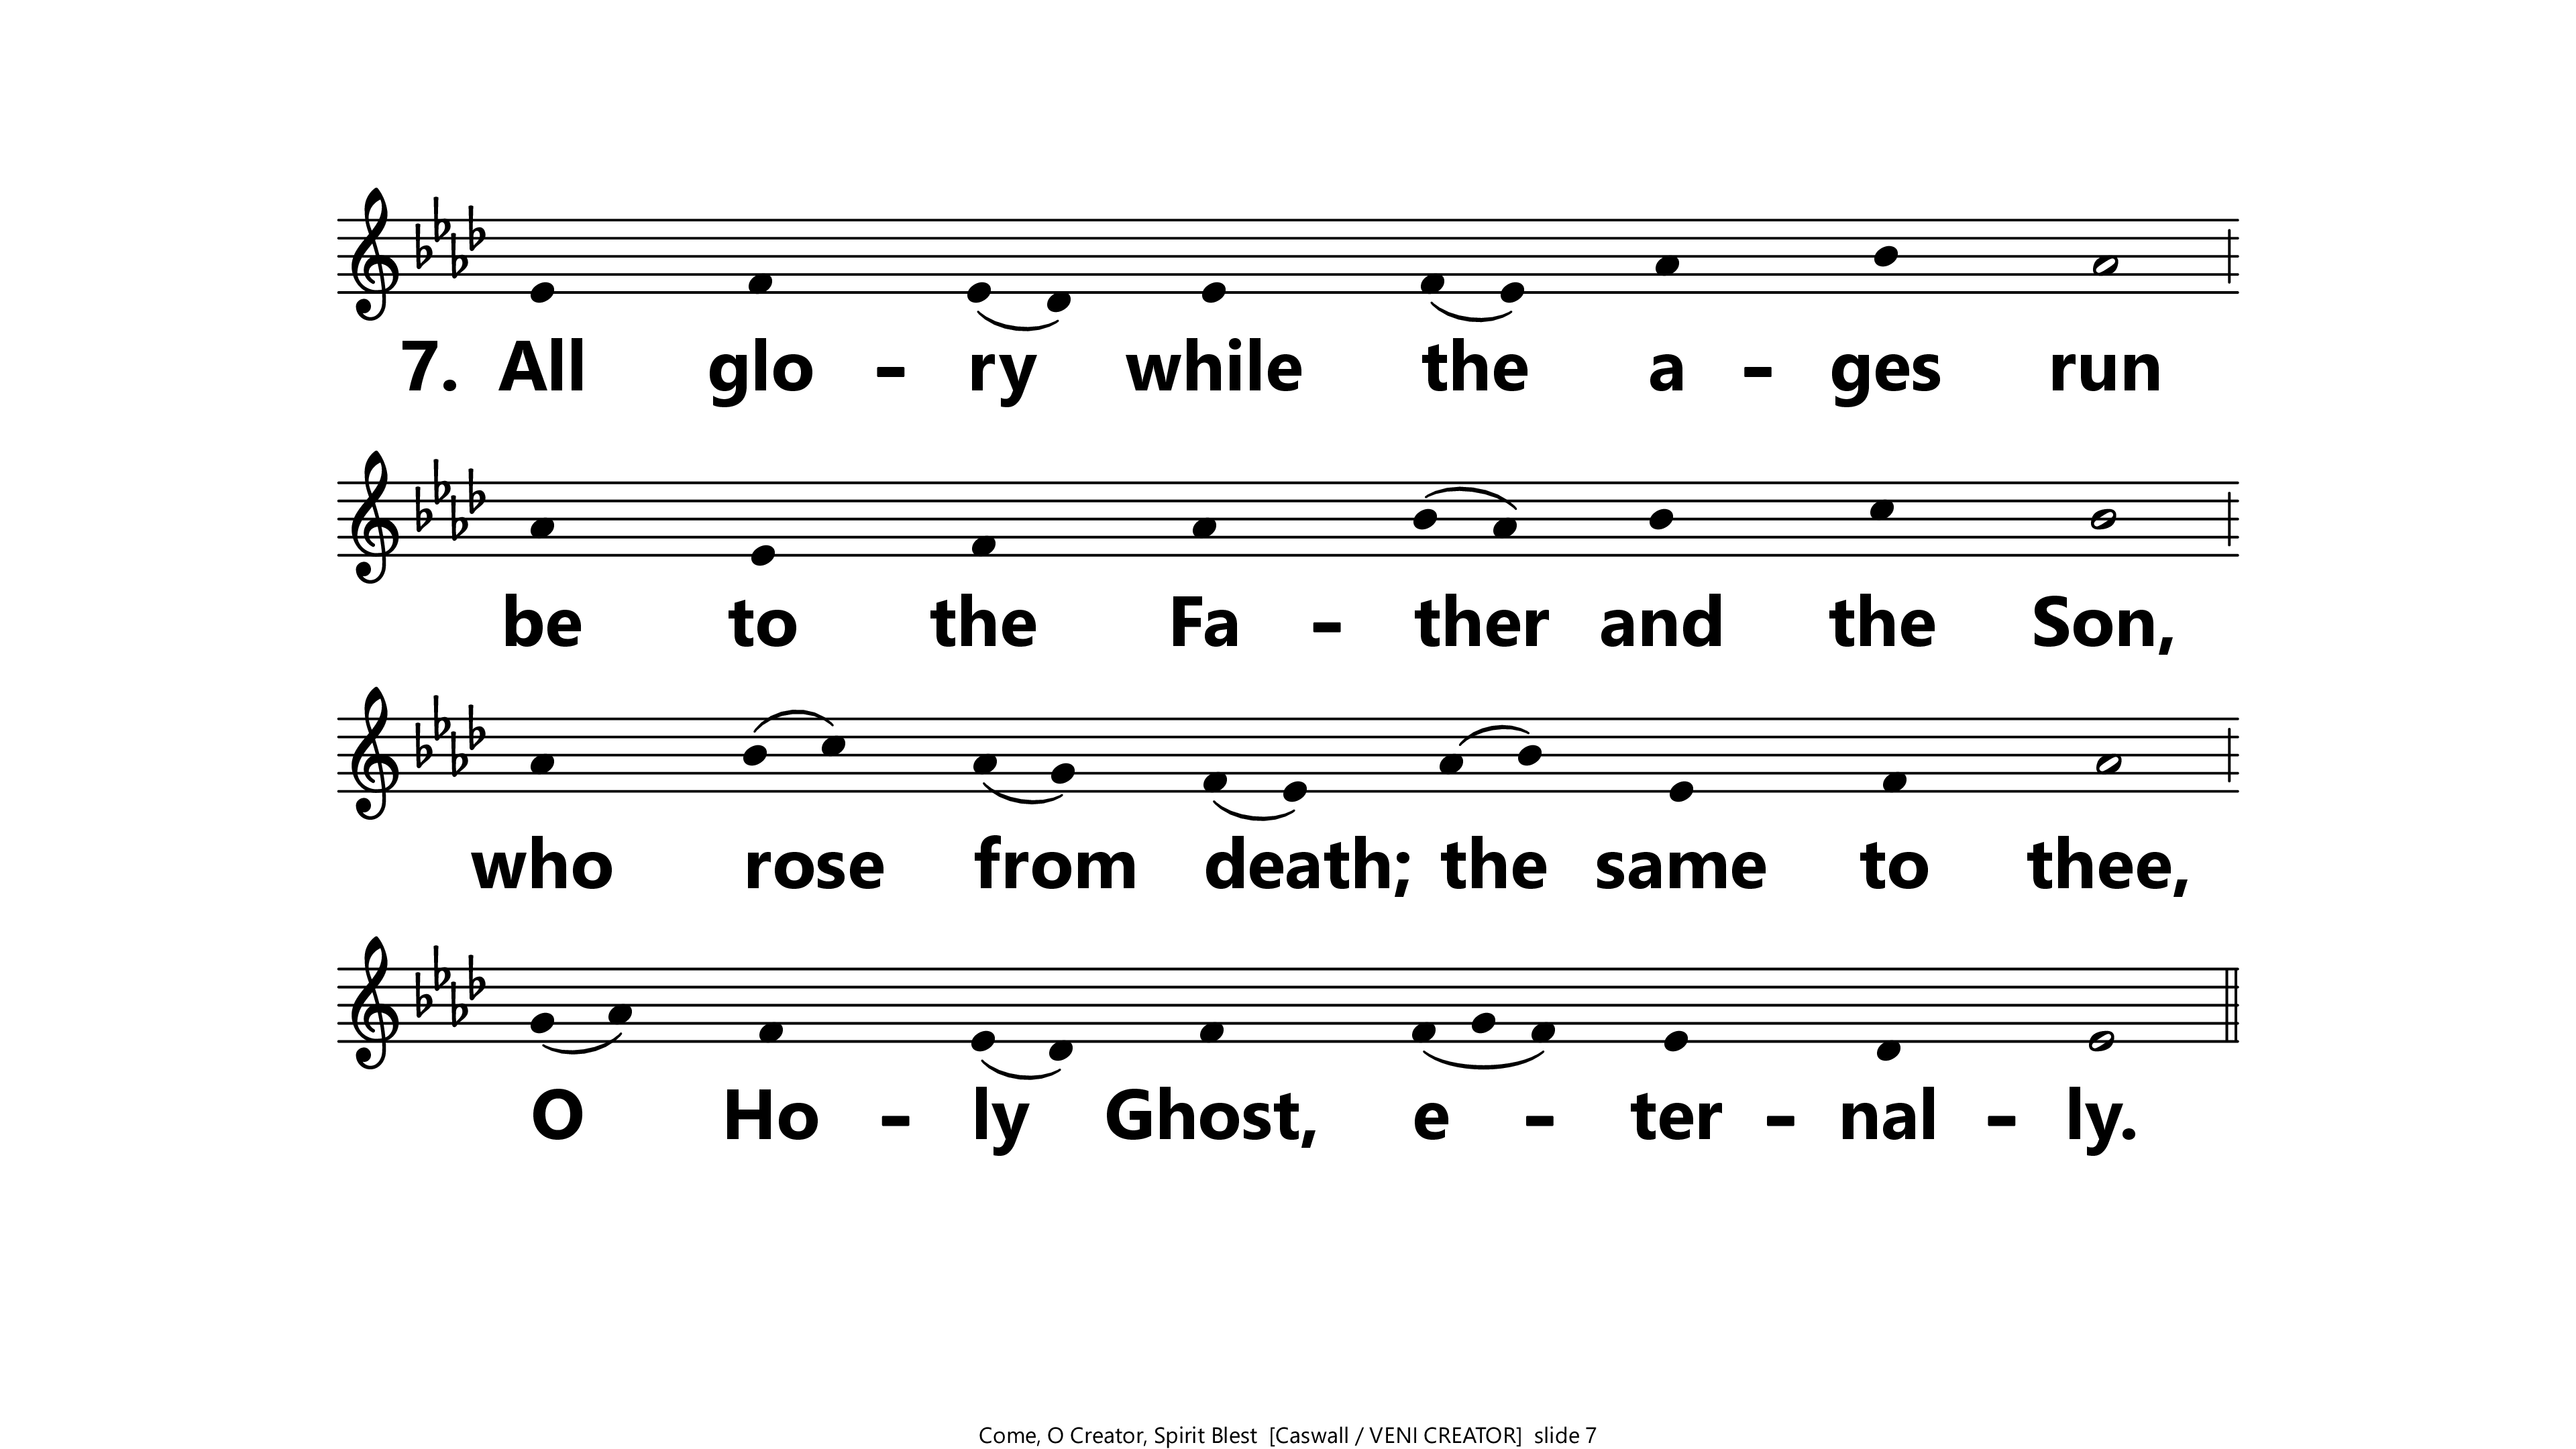 7. All glo - ry while the a - ges run
be to the Fa - ther and the Son,
who rose from death; the same to thee,
O Ho - ly Ghost, e - ter - nal - ly.
Come, O Creator, Spirit Blest [Caswall / VENI CREATOR] slide 7